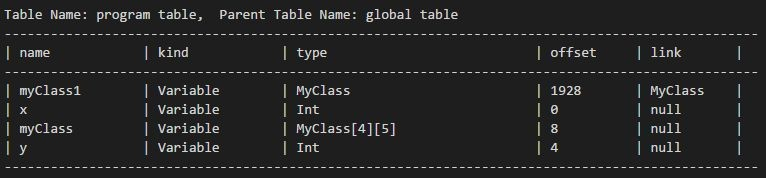 Table Name: program table,  Parent Table Name: global table
----------------------------------------------------------------------------------------------------
| name            | kind            | type                            | offset     | link       |
----------------------------------------------------------------------------------------------------
| myClass1        | Variable        | MyClass                         | 1928       | MyClass    |
| x               | Variable        | Int                             | 0          | null       |
| myClass         | Variable        | MyClass[4][5]                   | 8          | null       |
| y               | Variable        | Int                             | 4          | null       |
----------------------------------------------------------------------------------------------------